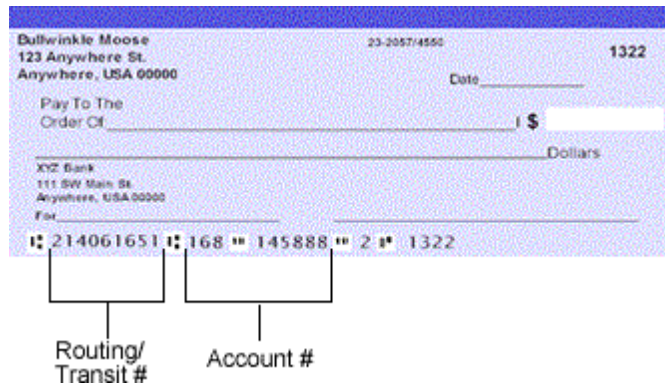 Bullwinkle Moose 23-2057/4550 1322
123 Anywhere St.
Anywhere, USA 00000 Date
Pay To The
Order Of $
Dollars
XYZ Bank
111 SW Main St.
Anywhere, USA 00000
For
⑆214061651⑆168⑈145888⑈2⑈1322
Routing/ Account #
Transit #